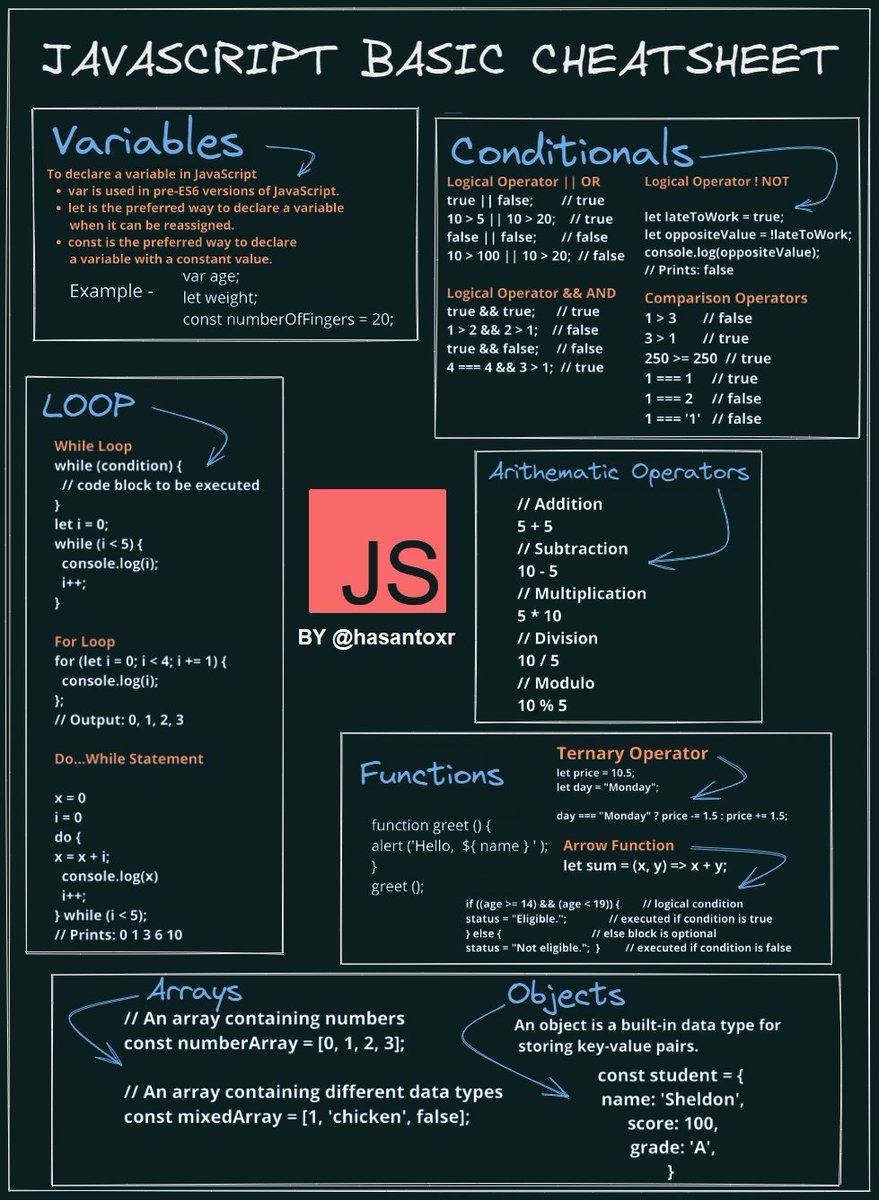 JAVASCRIPT BASIC CHEATSHEET
Variables
To declare a variable in JavaScript
• var is used in pre-ES6 versions of JavaScript.
• let is the preferred way to declare a variable
when it can be reassigned.
• const is the preferred way to declare
a variable with a constant value.
Example -
var age;
let weight;
const numberOfFingers = 20;
Conditionals
Logical Operator || OR
true || false; // true
10 > 5 || 10 > 20; // true
false || false; // false
10 > 100 || 10 > 20; // false
Logical Operator && AND
true && true; // true
1 > 2 && 2 > 1; // false
true && false; // false
4 === 4 && 3 > 1; // true
Logical Operator ! NOT
let lateToWork = true;
let oppositeValue = !lateToWork;
console.log(oppositeValue);
// Prints: false
Comparison Operators
1 > 3 // false
3 > 1 // true
250 >= 250 // true
1 === 1 // true
1 === 2 // false
1 === '1' // false
LOOP
While Loop
while (condition) {
// code block to be executed
}
let i = 0;
while (i < 5) {
console.log(i);
i++;
}
For Loop
for (let i = 0; i < 4; i += 1) {
console.log(i);
};
// Output: 0, 1, 2, 3
Do...While Statement
x = 0
i = 0
do {
x = x + i;
console.log(x)
i++;
} while (i < 5);
// Prints: 0 1 3 6 10
JS
BY @hasantoxr
Arithematic Operators
// Addition
5 + 5
// Subtraction
10 - 5
// Multiplication
5 * 10
// Division
10 / 5
// Modulo
10 % 5
Functions
function greet () {
alert ('Hello, ${ name } ' );
}
greet ();
Ternary Operator
let price = 10.5;
let day = "Monday";
day === "Monday" ? price -= 1.5 : price += 1.5;
Arrow Function
let sum = (x, y) => x + y;
if ((age >= 14) && (age < 19)) { // logical condition
status = "Eligible."; // executed if condition is true
} else { // else block is optional
status = "Not eligible."; } // executed if condition is false
Arrays
// An array containing numbers
const numberArray = [0, 1, 2, 3];
// An array containing different data types
const mixedArray = [1, 'chicken', false];
Objects
An object is a built-in data type for
storing key-value pairs.
const student = {
name: 'Sheldon',
score: 100,
grade: 'A',
}